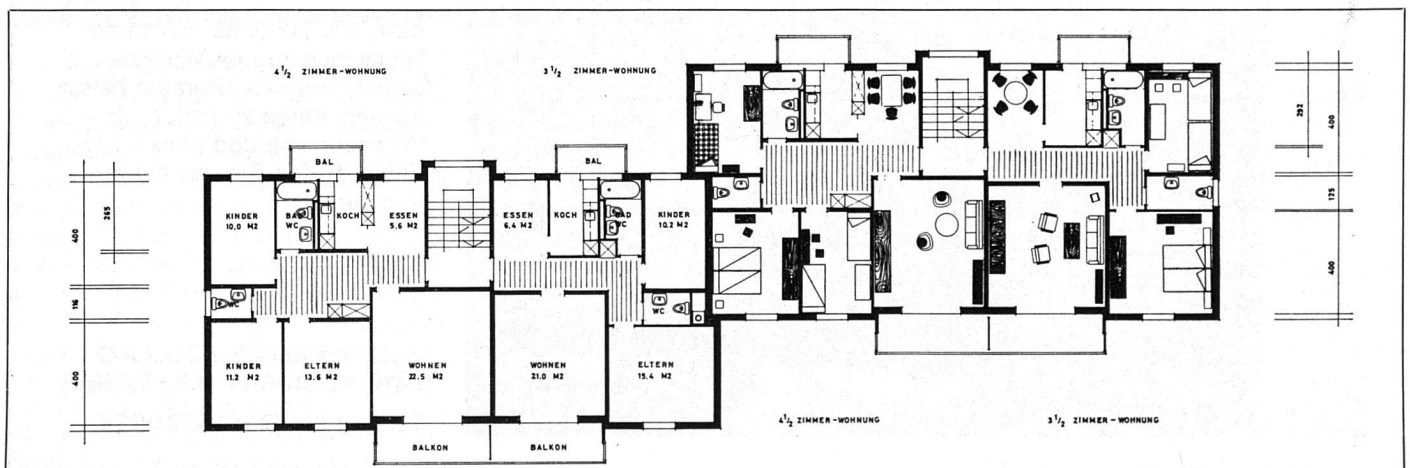 4 1/2 ZIMMER-WOHNUNG
3 1/2 ZIMMER-WOHNUNG
BAL
BAL
KINDER
10.0 M2
BAD
WC
KOCH
ESSEN
5.6 M2
ESSEN
6.4 M2
KOCH
BAD
WC
KINDER
10.2 M2
WC
WC
KINDER
11.2 M2
ELTERN
13.6 M2
WOHNEN
22.5 M2
WOHNEN
21.0 M2
ELTERN
15.4 M2
BALKON
BALKON
400
265
116
400
252
400
125
400
4 1/2 ZIMMER-WOHNUNG
3 1/2 ZIMMER-WOHNUNG